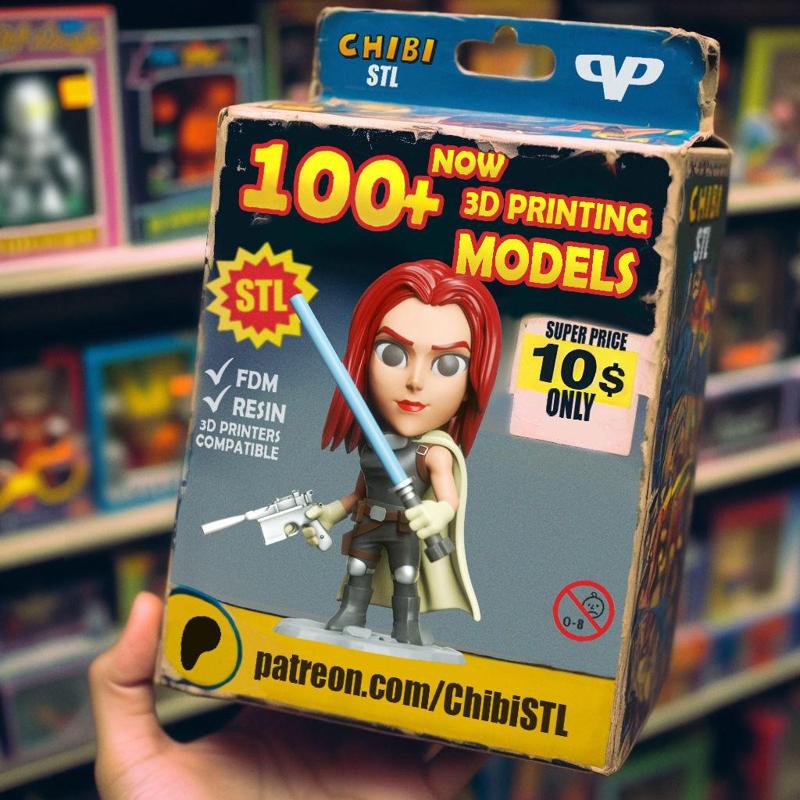 CHIBI
STL
100+ NOW
3D PRINTING
MODELS
STL
SUPER PRICE
10$
ONLY
FDM
RESIN
3D PRINTERS
COMPATIBLE
0-8
patreon.com/ChibiSTL
CHIBI
STL